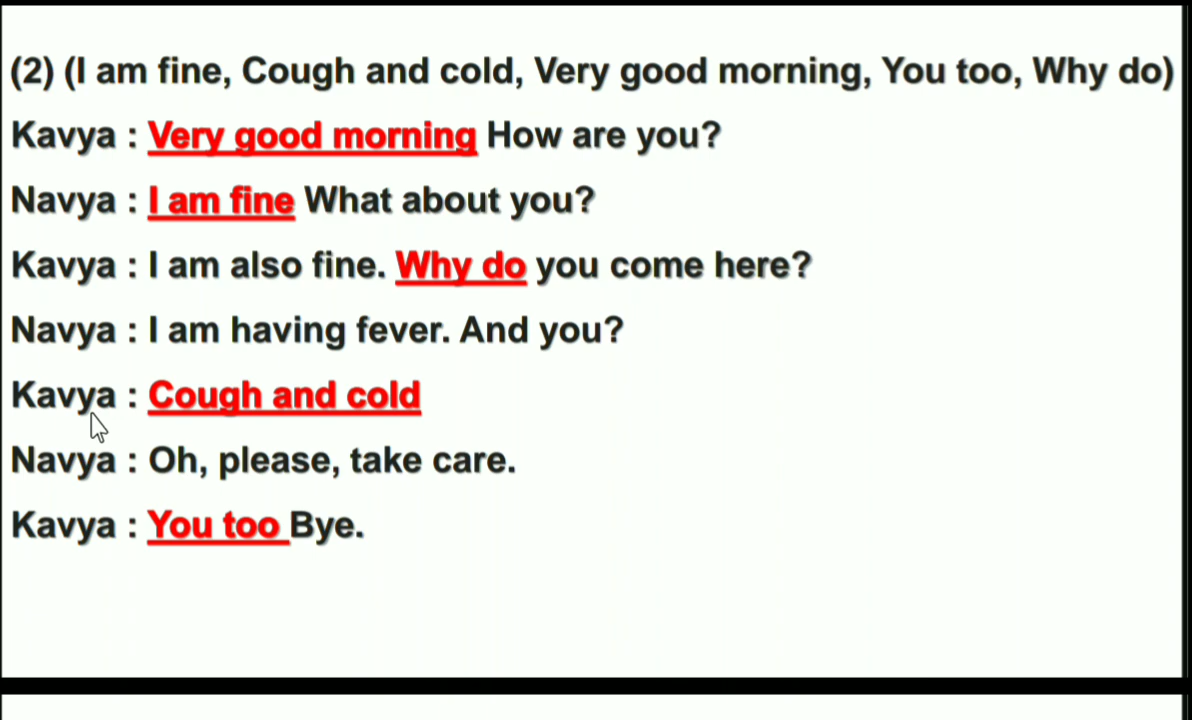 (2) (I am fine, Cough and cold, Very good morning, You too, Why do)
Kavya : Very good morning How are you?
Navya : I am fine What about you?
Kavya : I am also fine. Why do you come here?
Navya : I am having fever. And you?
Kavya : Cough and cold
Navya : Oh, please, take care.
Kavya : You too Bye.